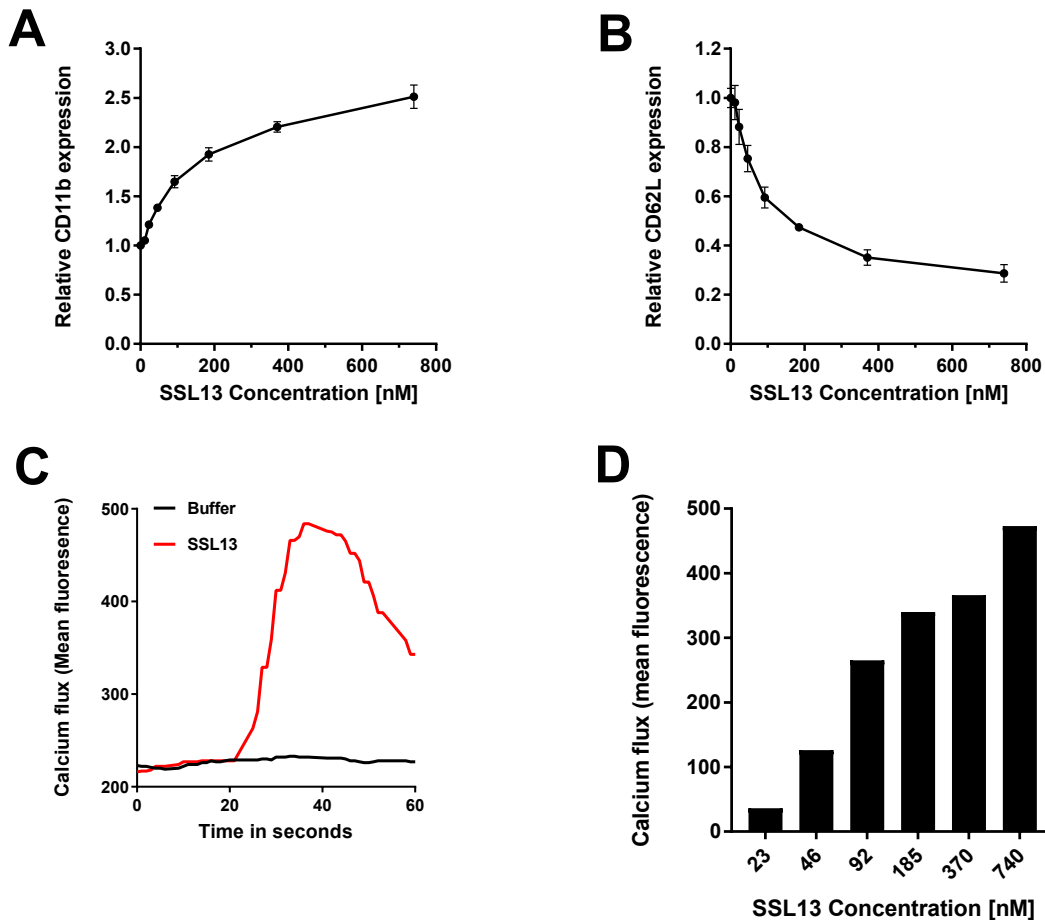 A
Relative CD11b expression
3.0
2.5
2.0
1.5
1.0
0.5
0.0
0 200 400 600 800
SSL13 Concentration [nM]
B
Relative CD62L expression
1.2
1.0
0.8
0.6
0.4
0.2
0.0
0 200 400 600 800
SSL13 Concentration [nM]
C
Calcium flux (Mean fluoresence)
500
400
300
200
Buffer
SSL13
0 20 40 60
Time in seconds
D
Calcium flux (mean fluorescence)
500
400
300
200
100
0
23 46 92 185 370 740
SSL13 Concentration [nM]